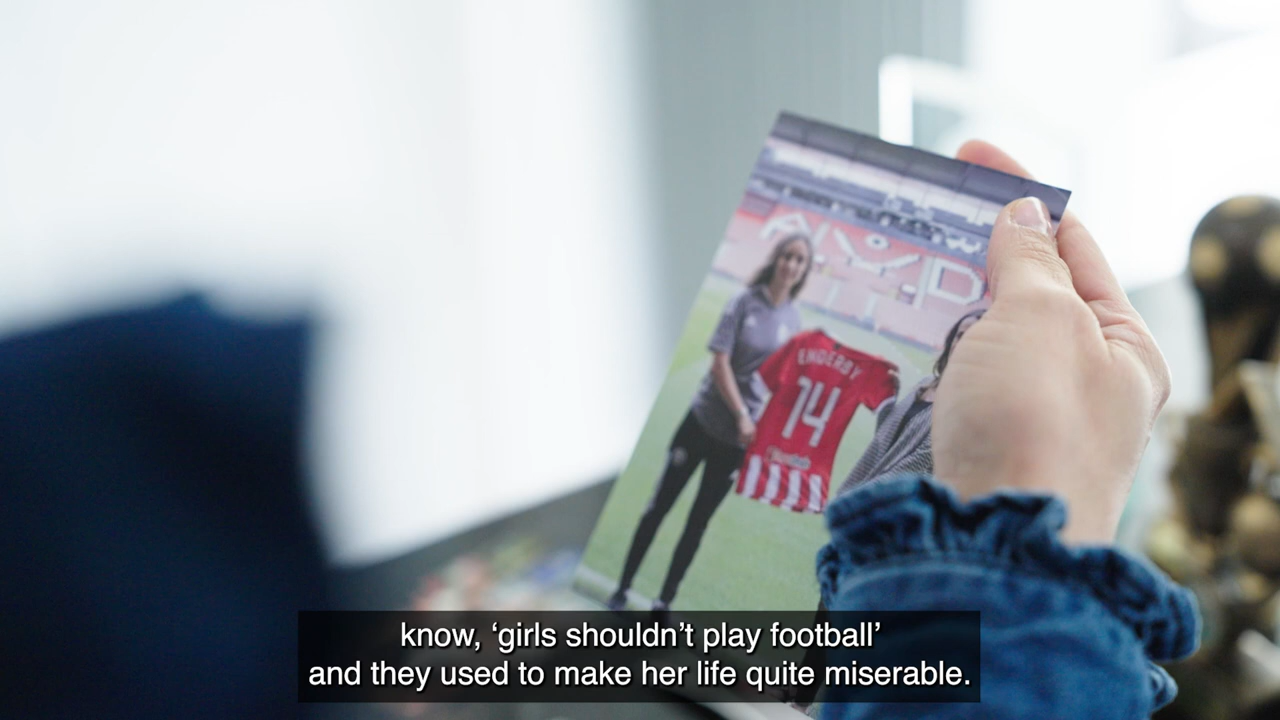 ENDERBY
14
know, ‘girls shouldn’t play football’
and they used to make her life quite miserable.